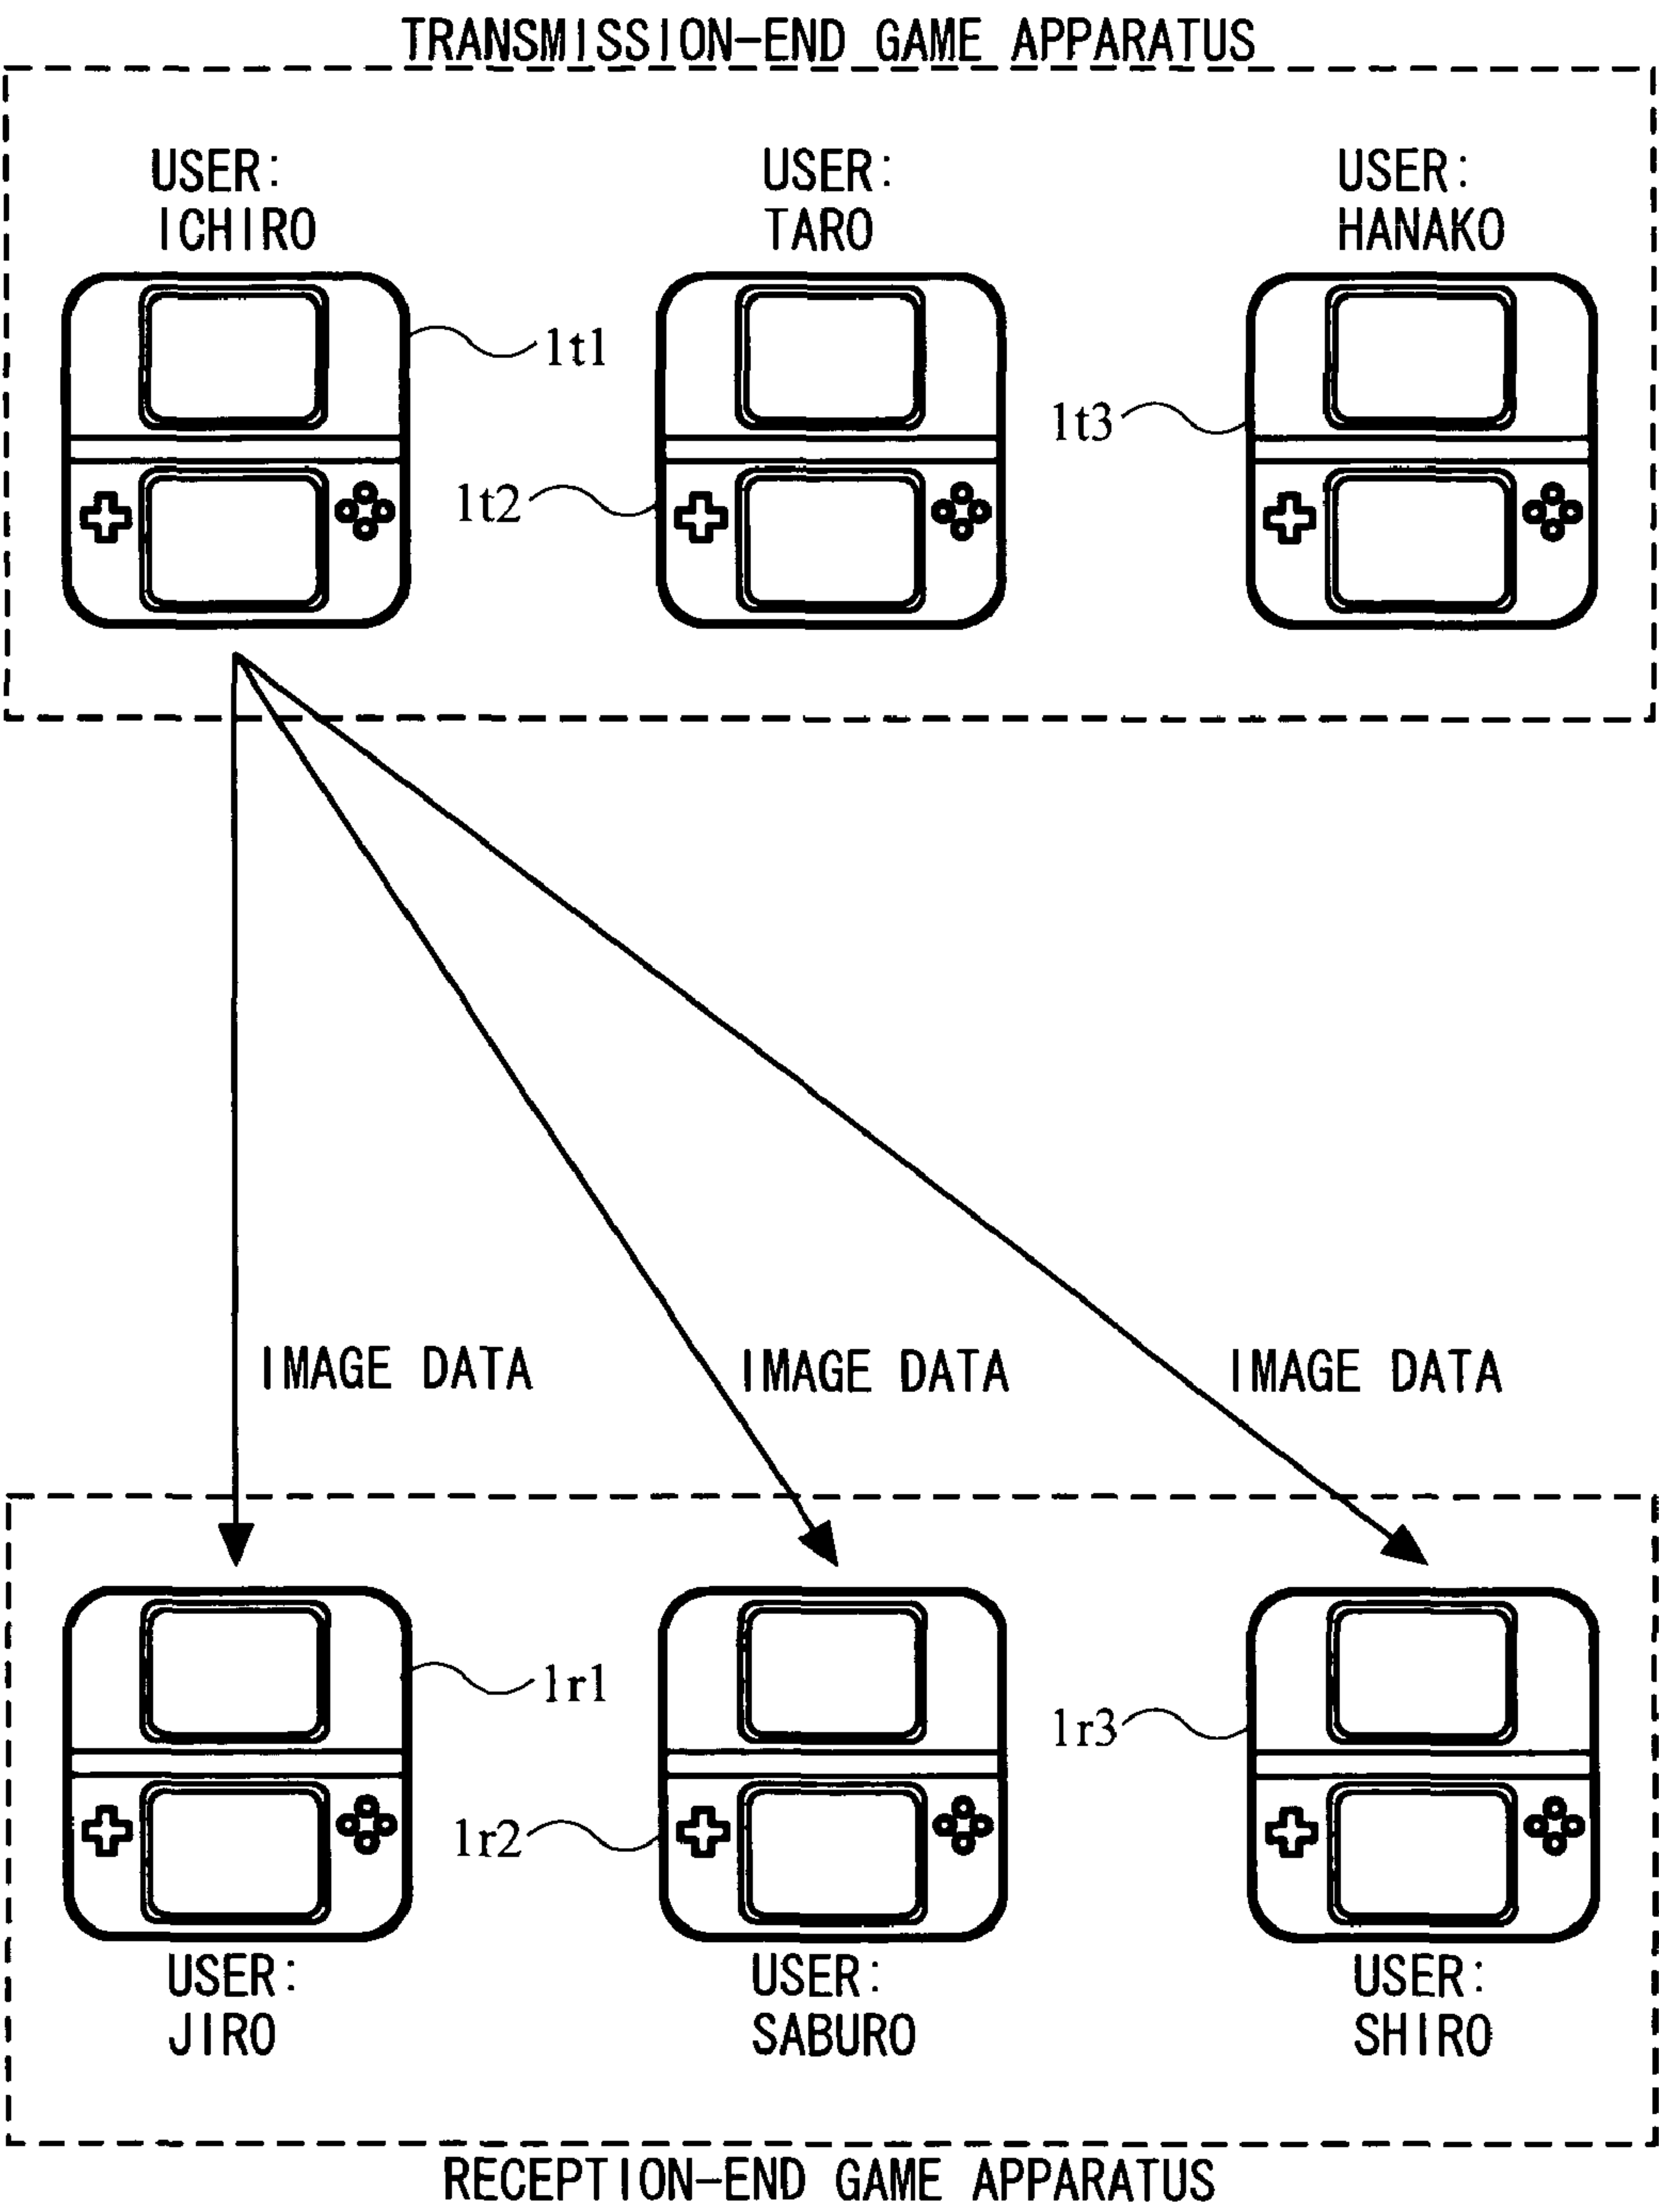 TRANSMISSION-END GAME APPARATUS
USER:
ICHIRO
USER:
TARO
USER:
HANAKO
1t1
1t2
1t3
IMAGE DATA
IMAGE DATA
IMAGE DATA
1r1
1r2
1r3
USER:
JIRO
USER:
SABURO
USER:
SHIRO
RECEPTION-END GAME APPARATUS